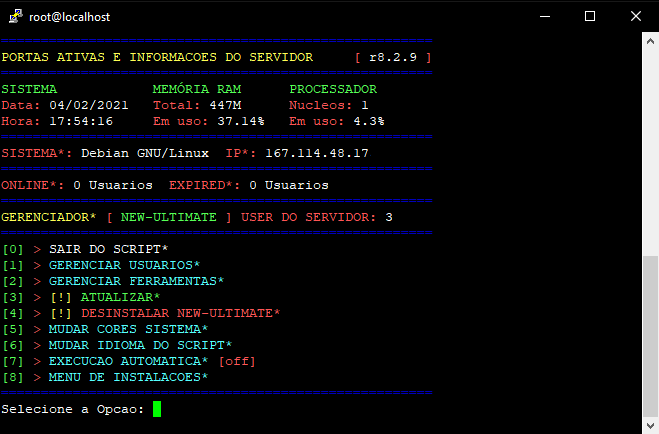 root@localhost
PORTAS ATIVAS E INFORMACOES DO SERVIDOR [ r8.2.9 ]
SISTEMA MEMÓRIA RAM PROCESSADOR
Data: 04/02/2021 Total: 447M Nucleos: 1
Hora: 17:54:16 Em uso: 37.14% Em uso: 4.3%
SISTEMA*: Debian GNU/Linux IP*: 167.114.48.17
ONLINE*: 0 Usuarios EXPIRED*: 0 Usuarios
GERENCIADOR* [ NEW-ULTIMATE ] USER DO SERVIDOR: 3
[0] > SAIR DO SCRIPT*
[1] > GERENCIAR USUARIOS*
[2] > GERENCIAR FERRAMENTAS*
[3] > [!] ATUALIZAR*
[4] > [!] DESINSTALAR NEW-ULTIMATE*
[5] > MUDAR CORES SISTEMA*
[6] > MUDAR IDIOMA DO SCRIPT*
[7] > EXECUCAO AUTOMATICA* [off]
[8] > MENU DE INSTALACOES*
Selecione a Opcao: